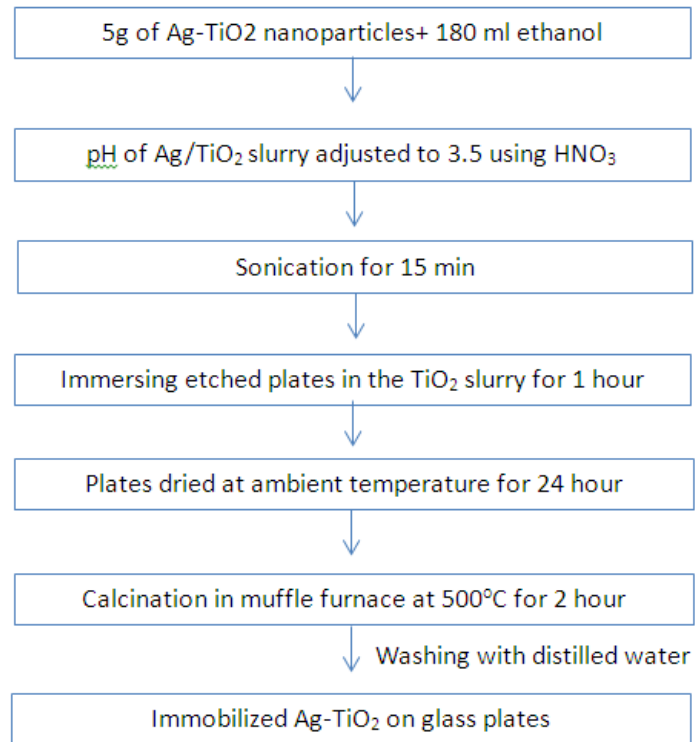 5g of Ag-TiO2 nanoparticles+ 180 ml ethanol
pH of Ag/TiO₂ slurry adjusted to 3.5 using HNO₃
Sonication for 15 min
Immersing etched plates in the TiO₂ slurry for 1 hour
Plates dried at ambient temperature for 24 hour
Calcination in muffle furnace at 500⁰C for 2 hour
Washing with distilled water
Immobilized Ag-TiO₂ on glass plates